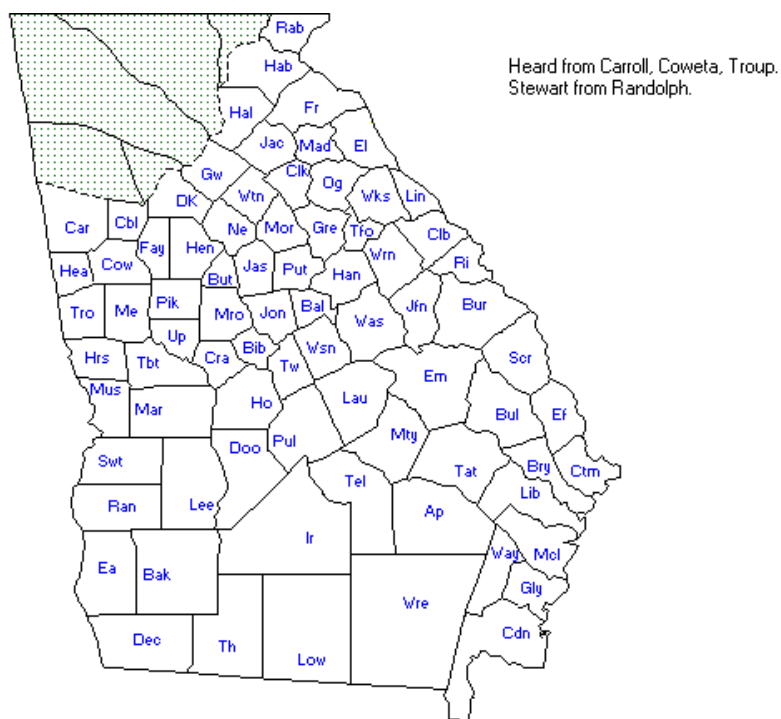 Rab
Heard from Carroll, Coweta, Troup.
Stewart from Randolph.
Hab
Hal
Fr
Jac
Mad
El
Gw
Clk
Og
DK
Wtn
Wks
Lin
Car
Cbl
Ne
Mor
Gre
Tfo
Clb
Fay
Hen
Wrn
Hea
Cow
But
Jas
Put
Han
Ri
Tro
Me
Pik
Mro
Jon
Bal
Was
Jfn
Bur
Up
Hrs
Tbt
Cra
Bib
Tw
Wsn
Em
Scr
Mus
Mar
Ho
Lau
Bul
Ef
Swt
Doo
Pul
Mty
Tat
Bry
Ctm
Ran
Lee
Tel
Lib
Ap
Ir
Way
McI
Ea
Bak
Gly
Wre
Dec
Th
Low
Cdn